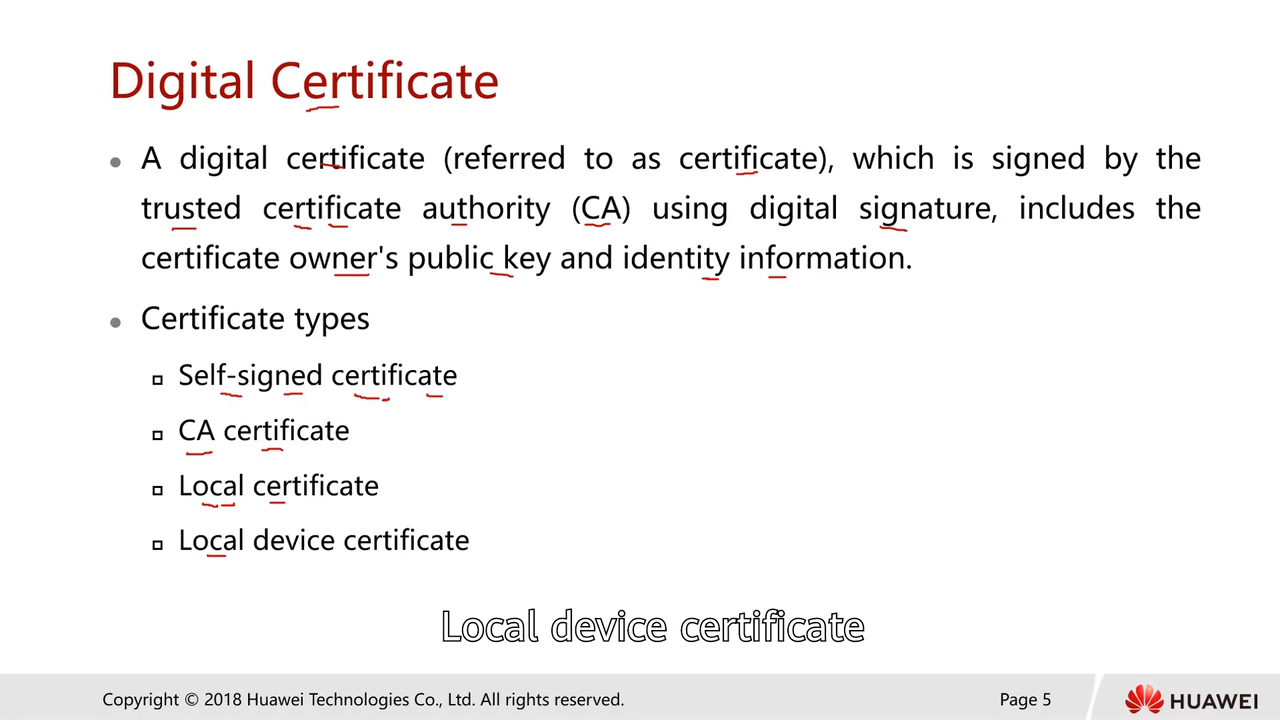 Digital Certificate
A digital certificate (referred to as certificate), which is signed by the
trusted certificate authority (CA) using digital signature, includes the
certificate owner's public key and identity information.
Certificate types
Self-signed certificate
CA certificate
Local certificate
Local device certificate
Local device certificate
Copyright © 2018 Huawei Technologies Co., Ltd. All rights reserved.
Page 5
HUAWEI